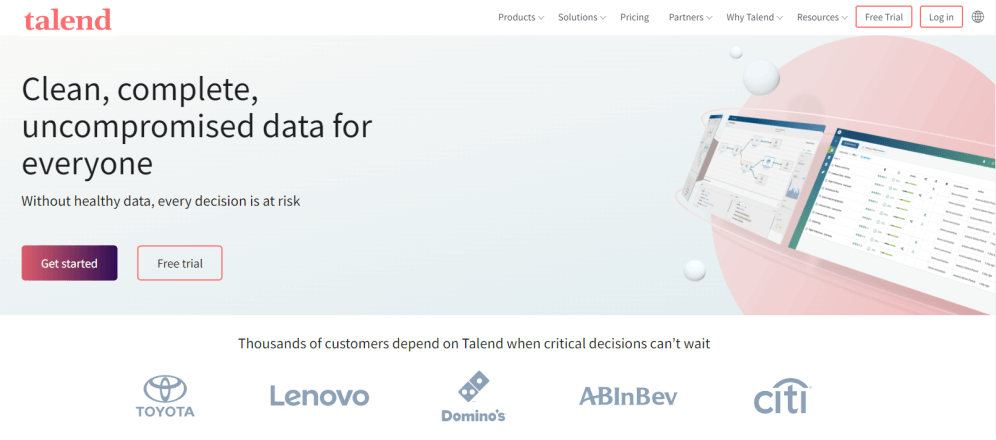 talend
Products Solutions Pricing Partners Why Talend Resources Free Trial Log in
Clean, complete,
uncompromised data for
everyone
Without healthy data, every decision is at risk
Get started Free trial
Thousands of customers depend on Talend when critical decisions can’t wait
TOYOTA Lenovo Domino's ABInBev citi